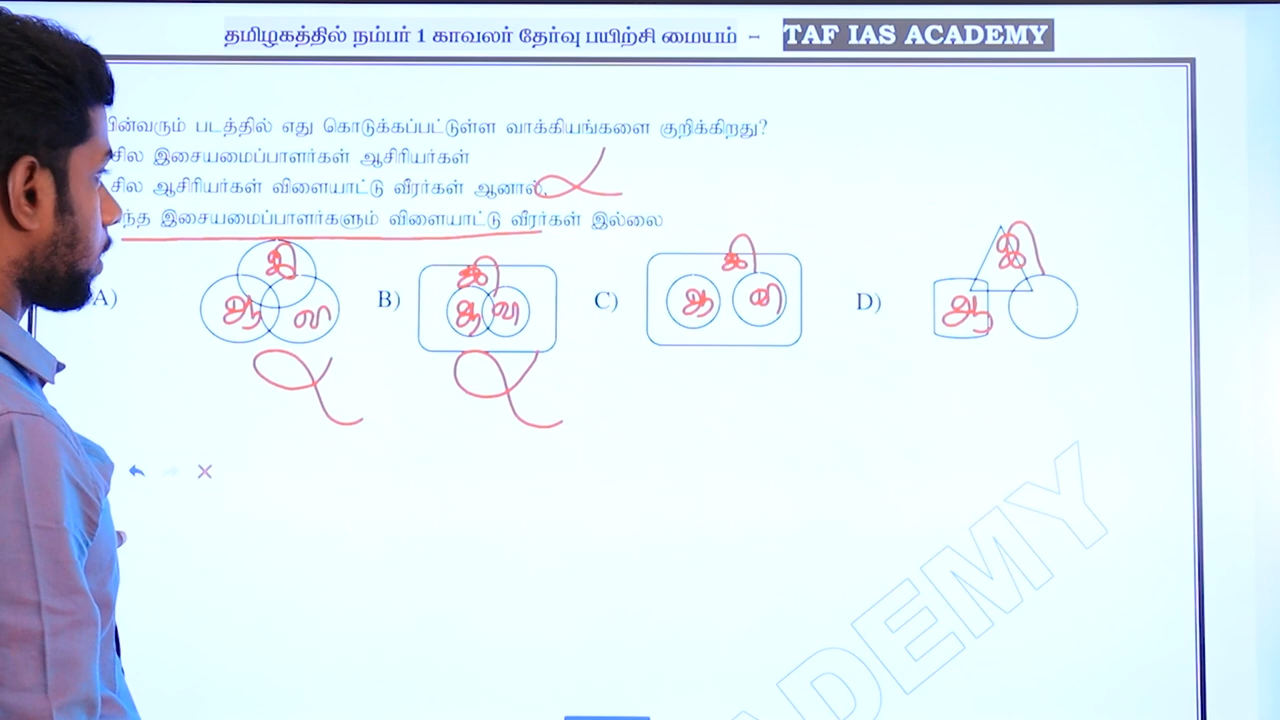 தமிழகத்தில் நம்பர் 1 காவலர் தேர்வு பயிற்சி மையம் – TAF IAS ACADEMY
பின்வரும் படத்தில் எது கொடுக்கப்பட்டுள்ள வாக்கியங்களை குறிக்கிறது?
சில இசையமைப்பாளர்கள் ஆசிரியர்கள்
சில ஆசிரியர்கள் விளையாட்டு வீரர்கள் ஆனால்,
இசையமைப்பாளர்களும் விளையாட்டு வீரர்கள் இல்லை
A) இ ஆ வி
B) இ ஆ வி
C) இ ஆ வி
D) இ ஆ
ADEMY